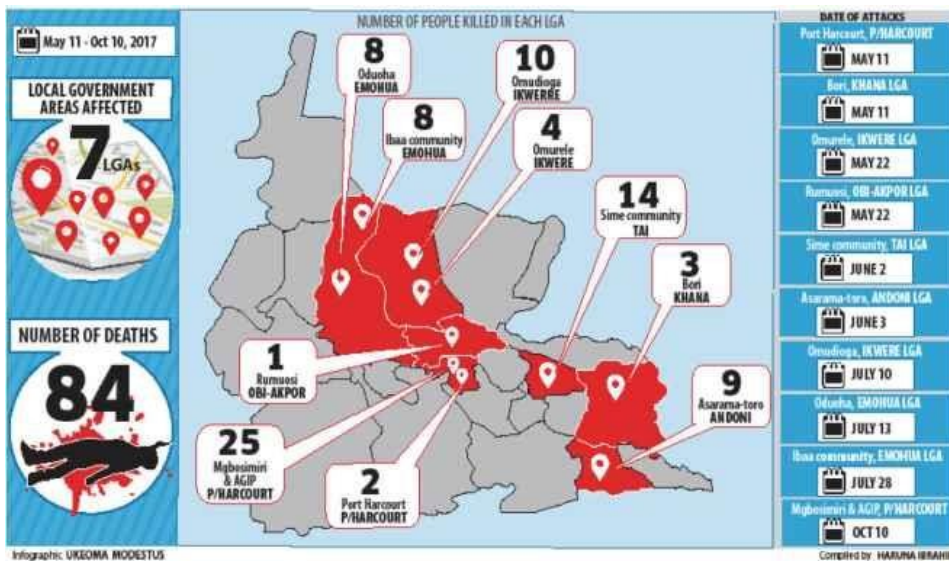 May 11 - Oct 10, 2017
LOCAL GOVERNMENT
AREAS AFFECTED
7 LGAs
NUMBER OF DEATHS
84
NUMBER OF PEOPLE KILLED IN EACH LGA
8
Oduoha
EMOHUA
8
Ibaa community
EMOHUA
10
Omudioga
IKWERRE
4
Omurele
IKWERE
14
Sime community
TAI
3
Bori
KHANA
9
Asarama-toro
ANDONI
1
Rumuosi
OBI-AKPOR
25
Mgbosimiri
& AGIP
P/HARCOURT
2
Port Harcourt
P/HARCOURT
DATE OF ATTACKS
Port Harcourt, P/HARCOURT
MAY 11
Bori, KHANA LGA
MAY 11
Omurele, IKWERE LGA
MAY 22
Rumuosi, OBI-AKPOR LGA
MAY 22
Sime community, TAI LGA
JUNE 2
Asarama-toro, ANDONI LGA
JUNE 3
Omudioga, IKWERE LGA
JULY 10
Oduoha, EMOHUA LGA
JULY 13
Ibaa community, EMOHUA LGA
JULY 28
Mgbosimiri & AGIP, P/HARCOURT
OCT 10
Infographic: UKEOMA MODESTUS
Compiled by HARUNA IBRAHI